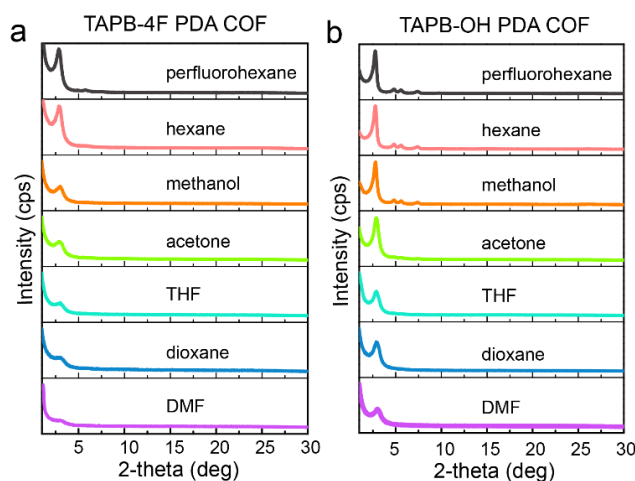 a
TAPB-4F PDA COF
perfluorohexane
hexane
methanol
acetone
THF
dioxane
DMF
Intensity (cps)
5 10 15 20 25 30
2-theta (deg)
b
TAPB-OH PDA COF
perfluorohexane
hexane
methanol
acetone
THF
dioxane
DMF
Intensity (cps)
5 10 15 20 25 30
2-theta (deg)